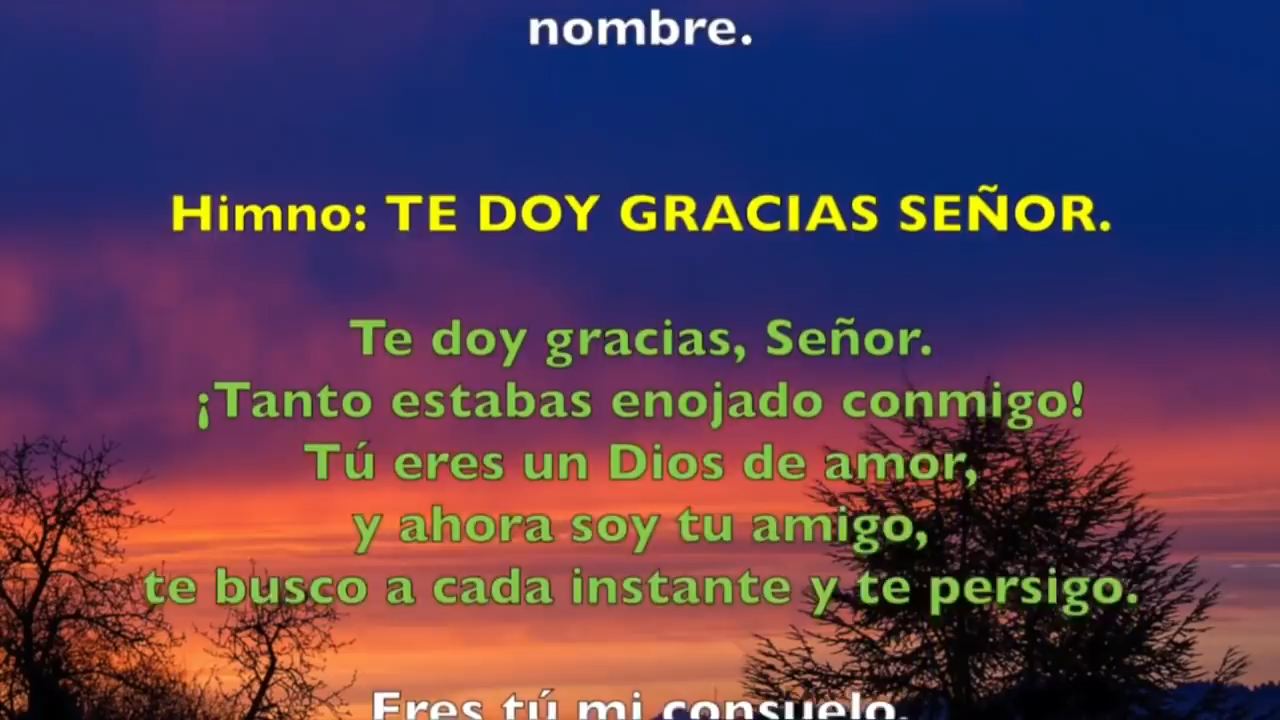 nombre.
Himno: TE DOY GRACIAS SEÑOR.
Te doy gracias, Señor.
¡Tanto estabas enojado conmigo!
Tú eres un Dios de amor,
y ahora soy tu amigo,
te busco a cada instante y te persigo.
Eres tú mi consuelo,